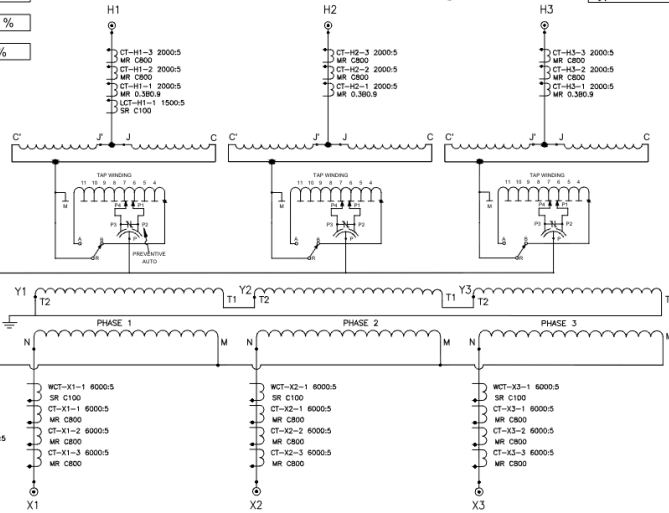 %
%
H1 H2 H3
CT-H1-3 2000:5
MR C800
CT-H1-2 2000:5
MR C800
CT-H1-1 2000:5
MR 0.3B0.9
LCT-H1-1 1500:5
SR C100
CT-H2-3 2000:5
MR C800
CT-H2-2 2000:5
MR C800
CT-H2-1 2000:5
MR 0.3B0.9
CT-H3-3 2000:5
MR C800
CT-H3-2 2000:5
MR C800
CT-H3-1 2000:5
MR 0.3B0.9
C' J' J C C' J' J C C' J' J C
TAP WINDING TAP WINDING TAP WINDING
11 10 9 8 7 6 5 4 11 10 9 8 7 6 5 4 11 10 9 8 7 6 5 4
M P4 P1 M P4 P1 M P4 P1
P3 P2 P3 P2 P3 P2
A B R P A B R P A B R P
PREVENTIVE
AUTO
Y1 T2 T1 Y2 T2 T1 Y3 T2 T
PHASE 1 PHASE 2 PHASE 3
N M N M N M
WCT-X1-1 6000:5
SR C100
CT-X1-1 6000:5
MR C800
CT-X1-2 6000:5
MR C800
CT-X1-3 6000:5
MR C800
WCT-X2-1 6000:5
SR C100
CT-X2-1 6000:5
MR C800
CT-X2-2 6000:5
MR C800
CT-X2-3 6000:5
MR C800
WCT-X3-1 6000:5
SR C100
CT-X3-1 6000:5
MR C800
CT-X3-2 6000:5
MR C800
CT-X3-3 6000:5
MR C800
:5
X1 X2 X3